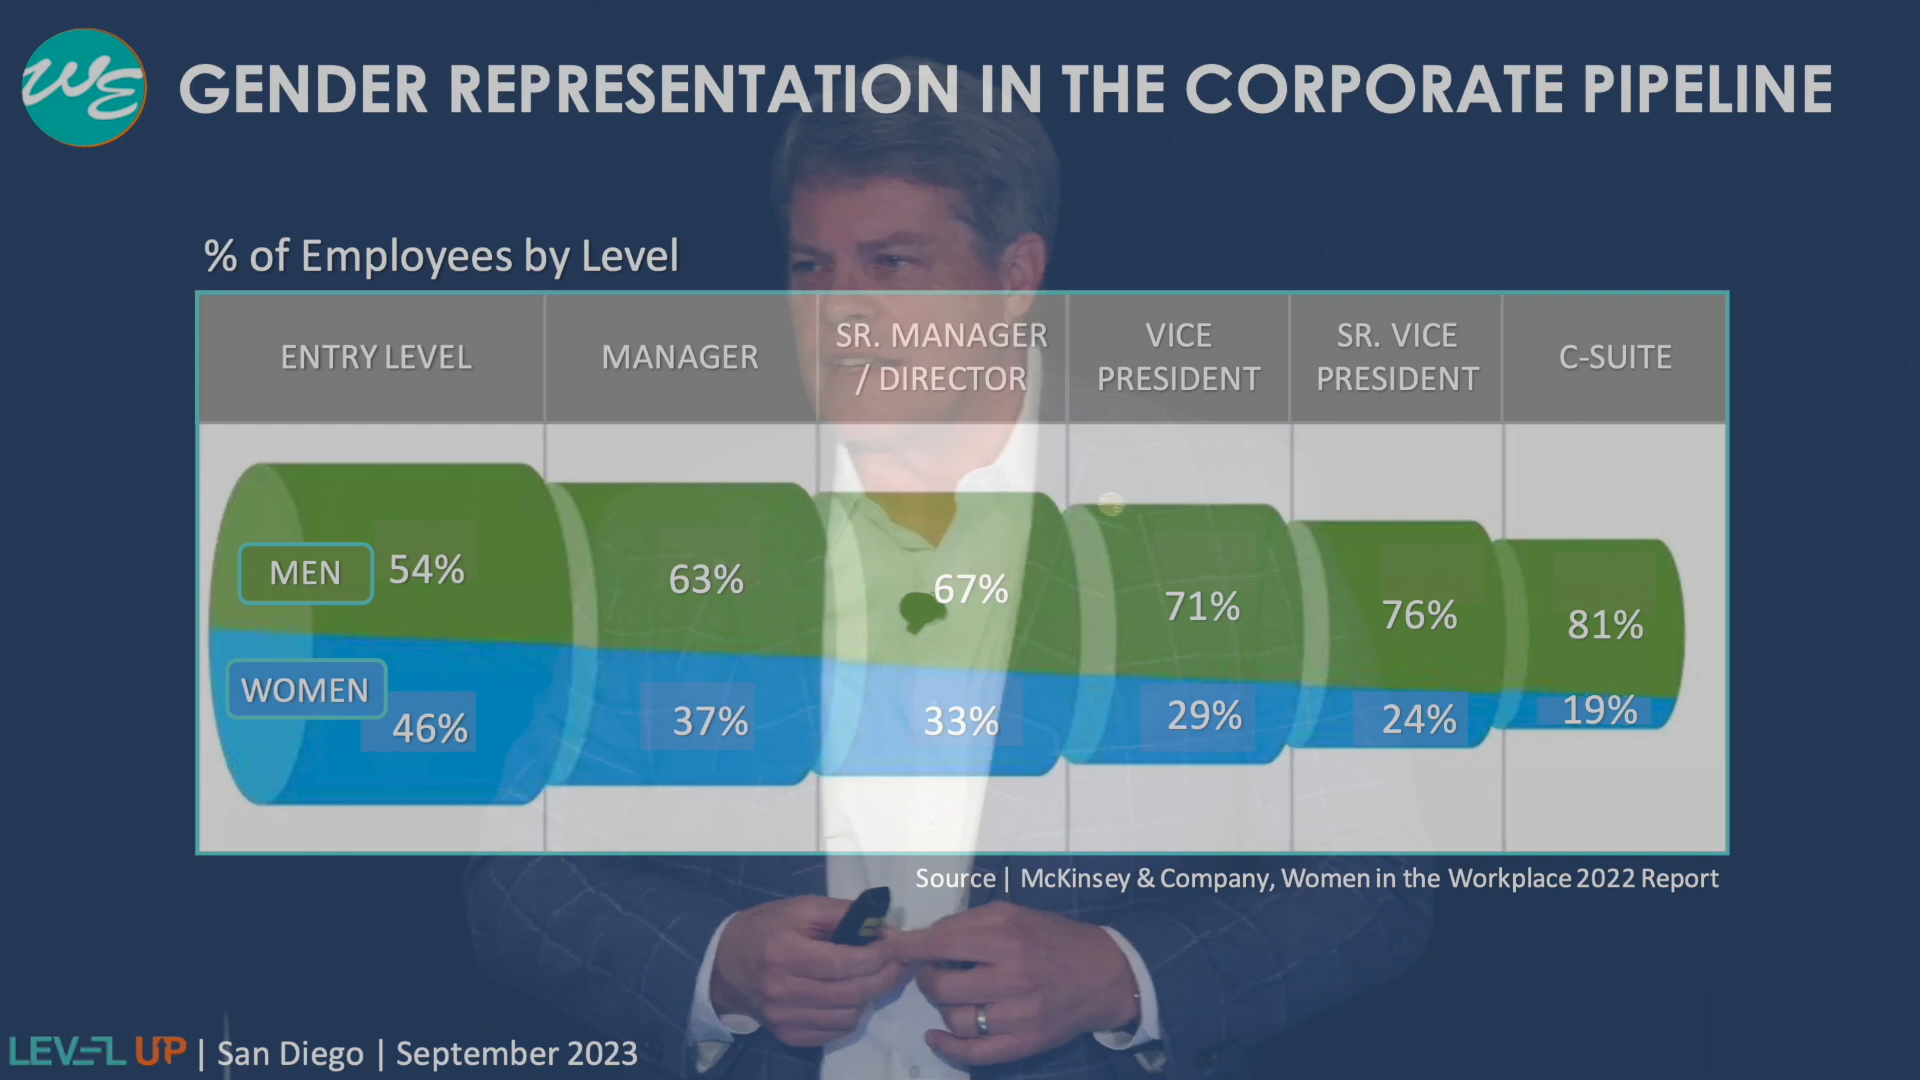 WE
GENDER REPRESENTATION IN THE CORPORATE PIPELINE
% of Employees by Level
ENTRY LEVEL
MANAGER
SR. MANAGER
/ DIRECTOR
VICE
PRESIDENT
SR. VICE
PRESIDENT
C-SUITE
MEN
54%
63%
67%
71%
76%
81%
WOMEN
46%
37%
33%
29%
24%
19%
Source | McKinsey & Company, Women in the Workplace 2022 Report
LEVEL UP | San Diego | September 2023